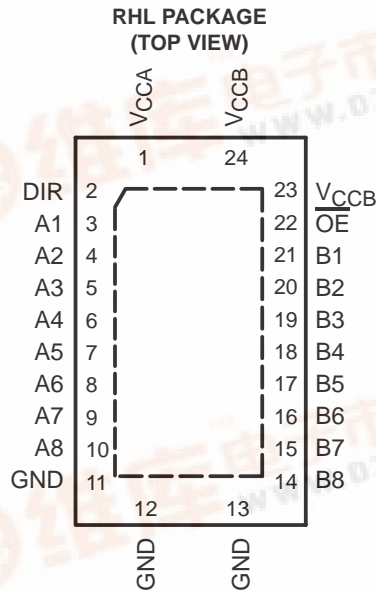 RHL PACKAGE
(TOP VIEW)
VCCA VCCB
1 24
DIR 2 23 VCCB
A1 3 22 OE
A2 4 21 B1
A3 5 20 B2
A4 6 19 B3
A5 7 18 B4
A6 8 17 B5
A7 9 16 B6
A8 10 15 B7
GND 11 14 B8
12 13
GND GND